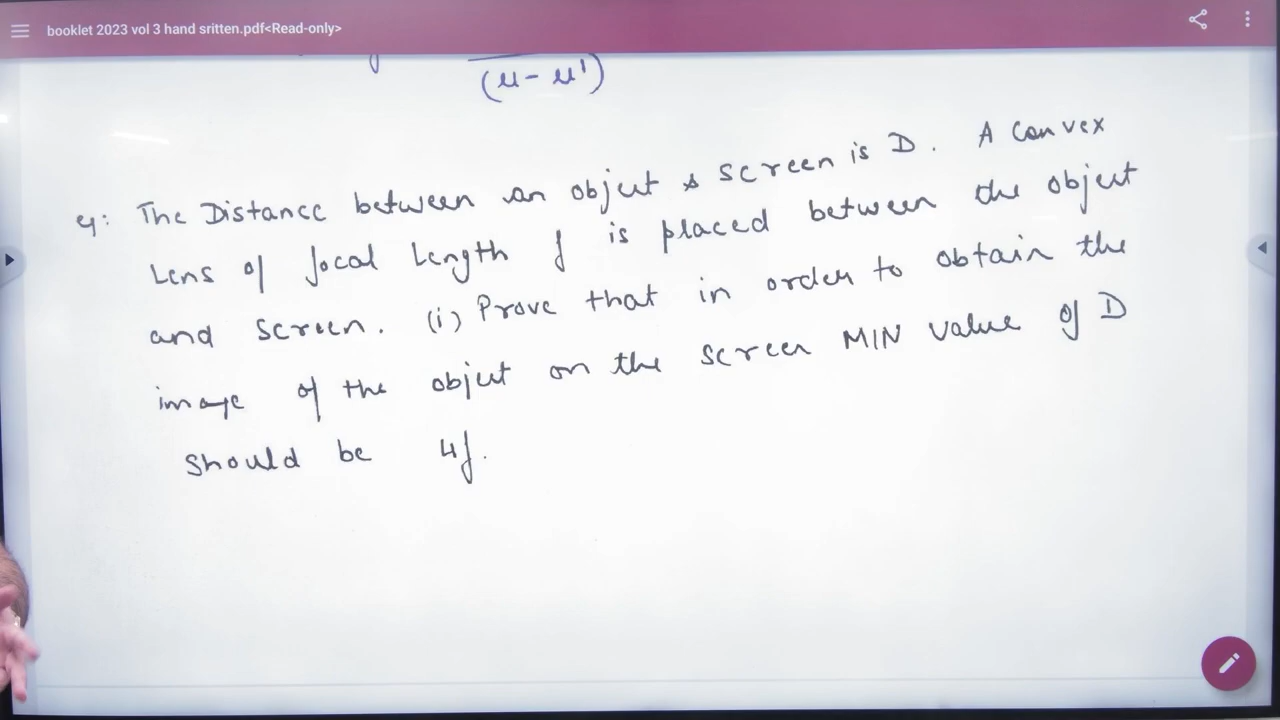 booklet 2023 vol 3 hand sritten.pdf<Read-only>
(μ - μ')
q: The Distance between an object & screen is D. A Convex
Lens of focal Length f is placed between the object
and screen. (i) Prove that in order to obtain the
image of the object on the screen MIN value of D
should be 4f.